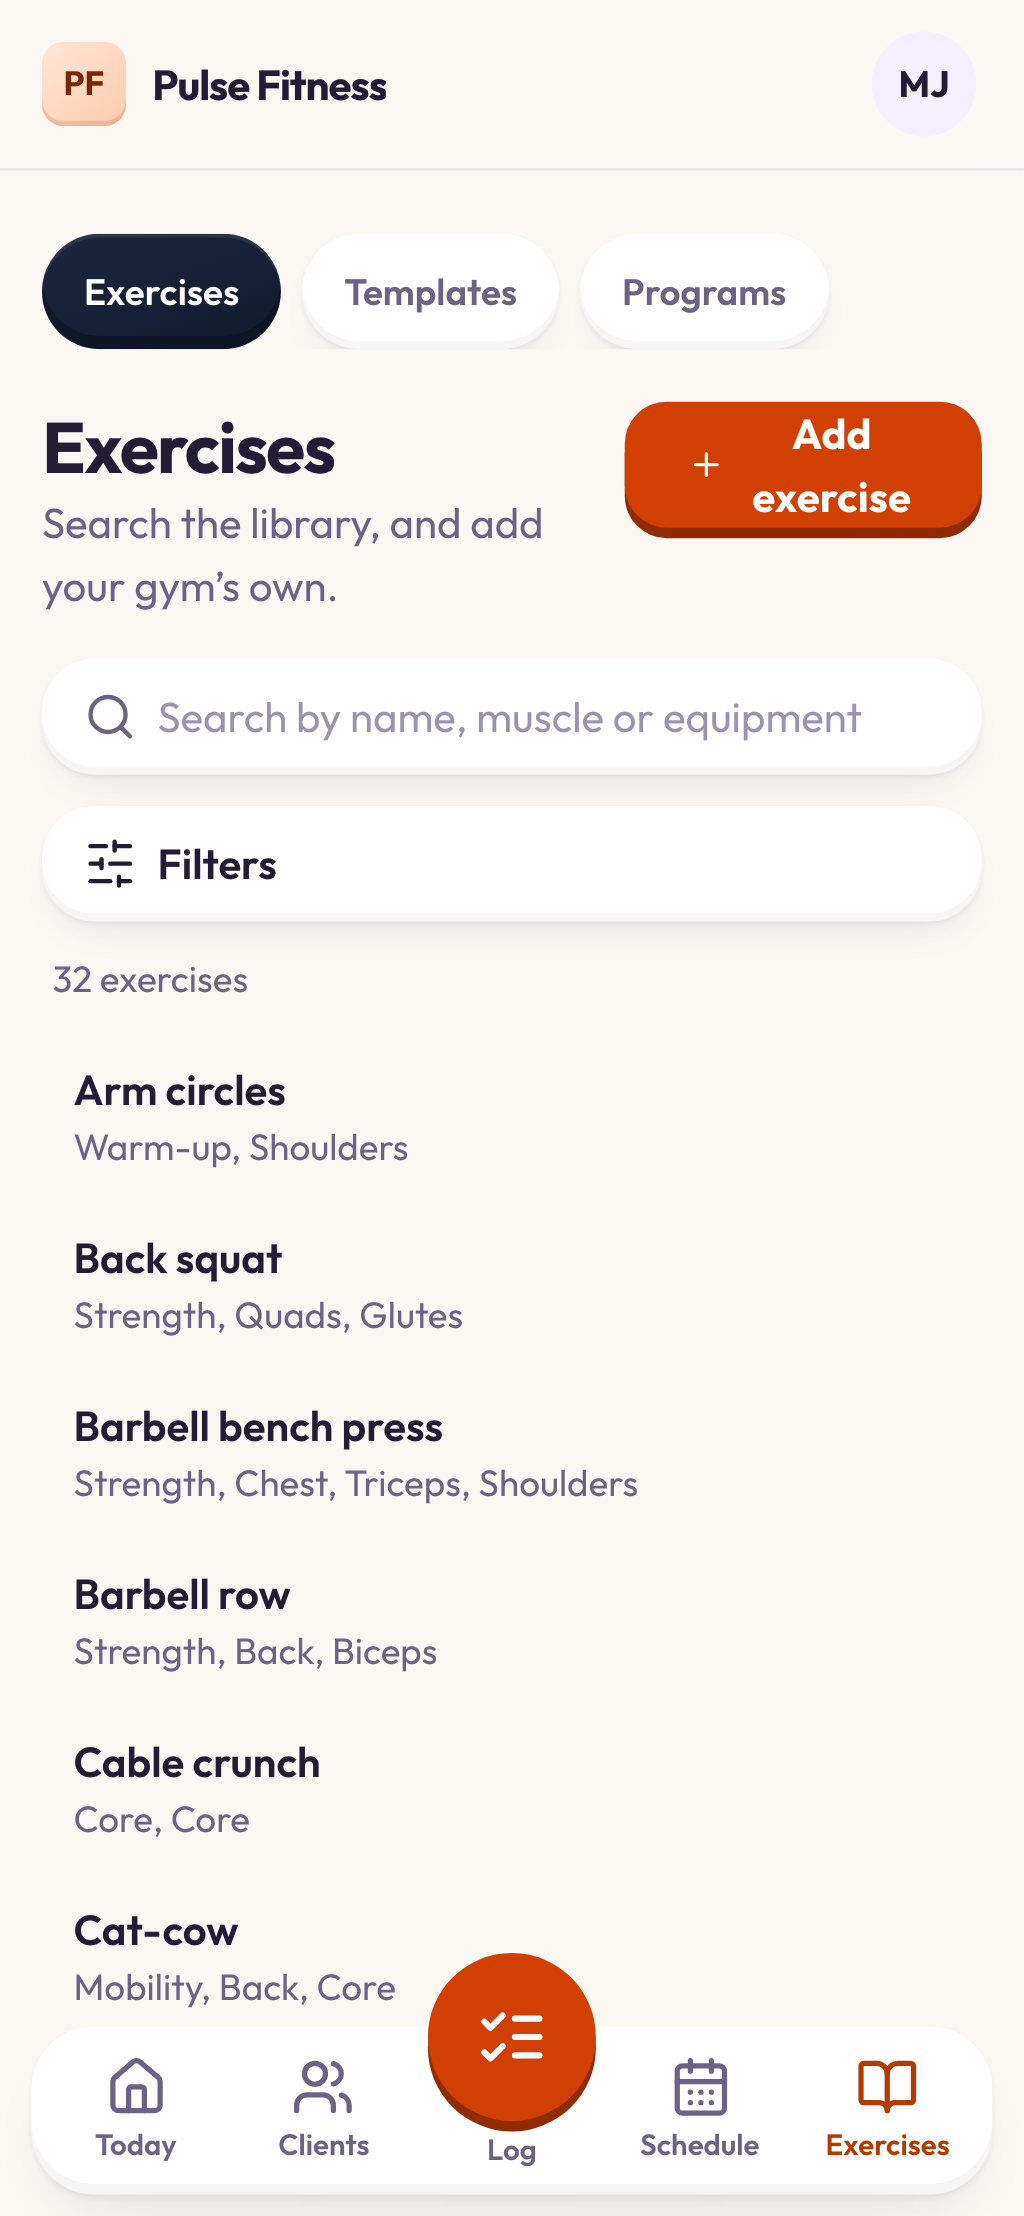 PF
Pulse Fitness
MJ
Exercises
Templates
Programs
Exercises
Add
exercise
Search the library, and add
your gym’s own.
Search by name, muscle or equipment
Filters
32 exercises
Arm circles
Warm-up, Shoulders
Back squat
Strength, Quads, Glutes
Barbell bench press
Strength, Chest, Triceps, Shoulders
Barbell row
Strength, Back, Biceps
Cable crunch
Core, Core
Cat-cow
Mobility, Back, Core
Today
Clients
Log
Schedule
Exercises